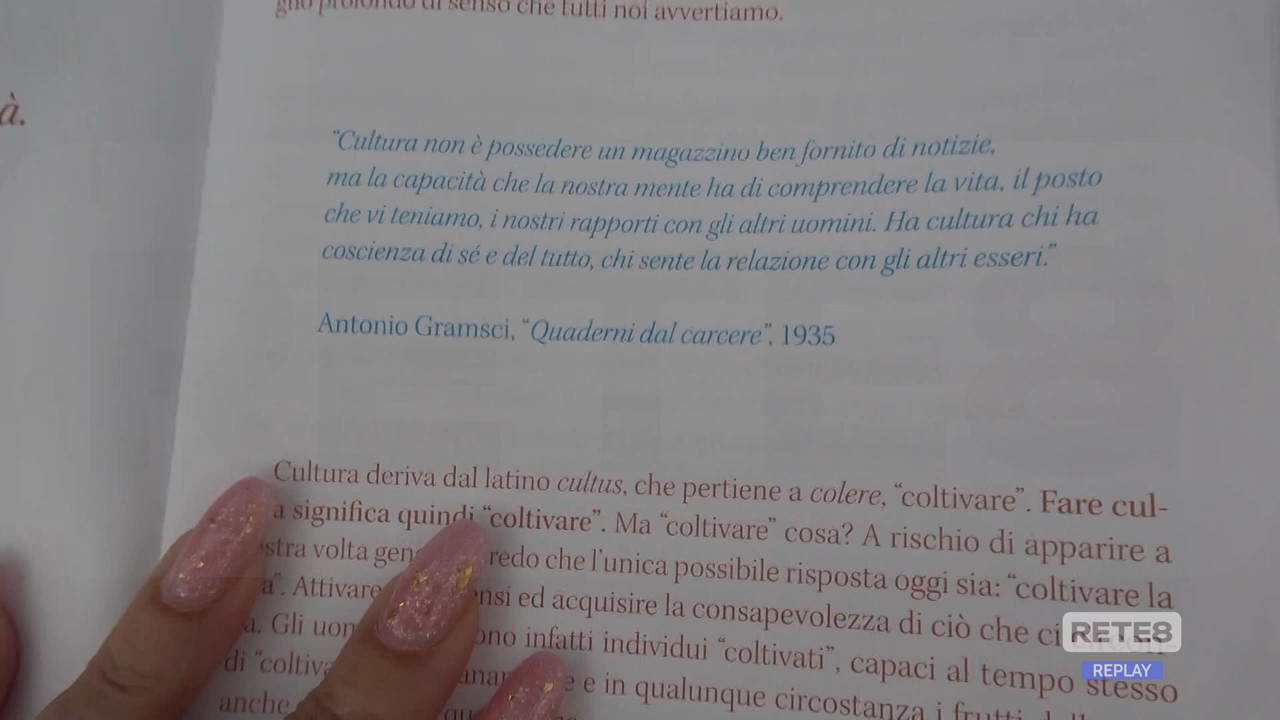 profondo di senso che tutti noi avvertiamo.
à.
“Cultura non è possedere un magazzino ben fornito di notizie,
ma la capacità che la nostra mente ha di comprendere la vita, il posto
che vi teniamo, i nostri rapporti con gli altri uomini. Ha cultura chi ha
coscienza di sé e del tutto, chi sente la relazione con gli altri esseri.”
Antonio Gramsci, “Quaderni dal carcere”, 1935
Cultura deriva dal latino cultus, che pertiene a colere, “coltivare”. Fare cul-
a significa quindi “coltivare”. Ma “coltivare” cosa? A rischio di apparire a
stra volta gen redo che l’unica possibile risposta oggi sia: “coltivare la
a”. Attivare nsi ed acquisire la consapevolezza di ciò che ci
a. Gli uom ono infatti individui “coltivati”, capaci al tempo stesso
di “coltiva e e in qualunque circostanza i frutti
anche
RETE8
REPLAY